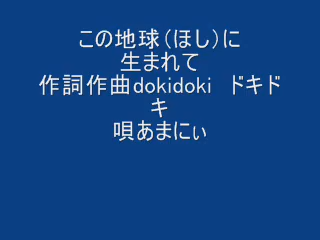 この地球(ほし)に
生まれて
作詞作曲dokidoki　ドキド
キ
唄あまにぃ